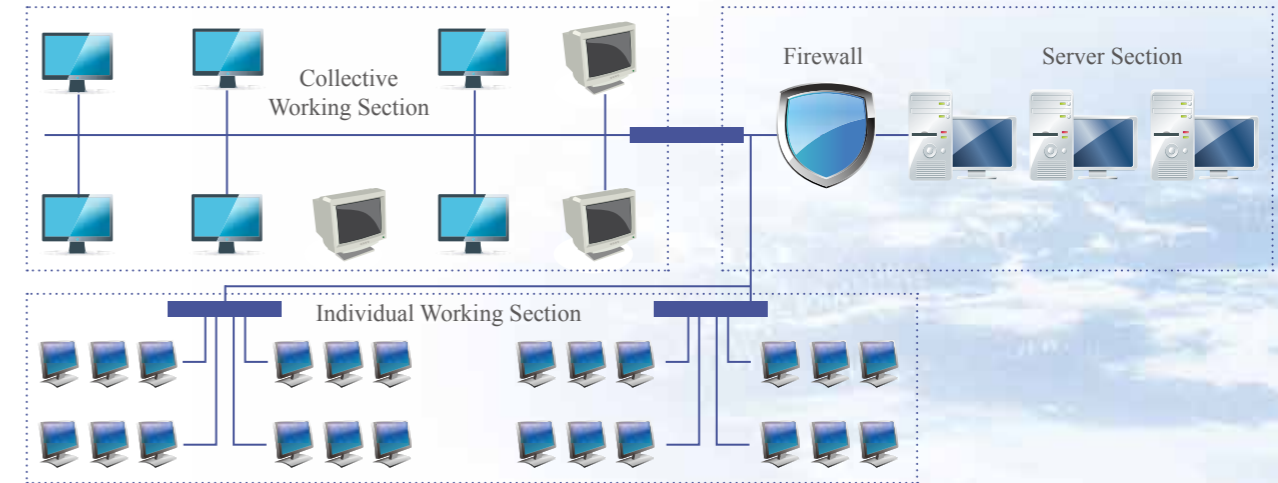 Collective
Working Section
Firewall
Server Section
Individual Working Section